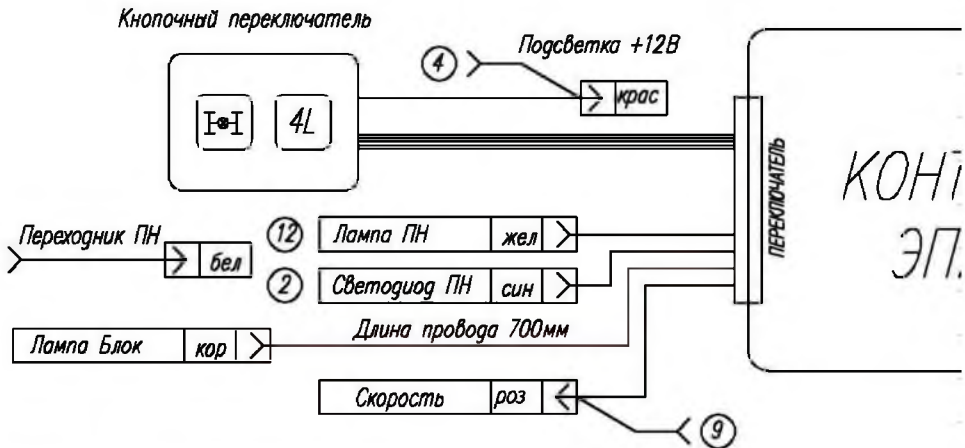 Кнопочный переключатель
4
Подсветка +12В
крас
4L
ПЕРЕКЛЮЧАТЕЛЬ
Переходник ПН
бел
12
Лампа ПН
жел
2
Светодиод ПН
син
Длина провода 700мм
Лампа Блок
кор
Скорость
роз
9